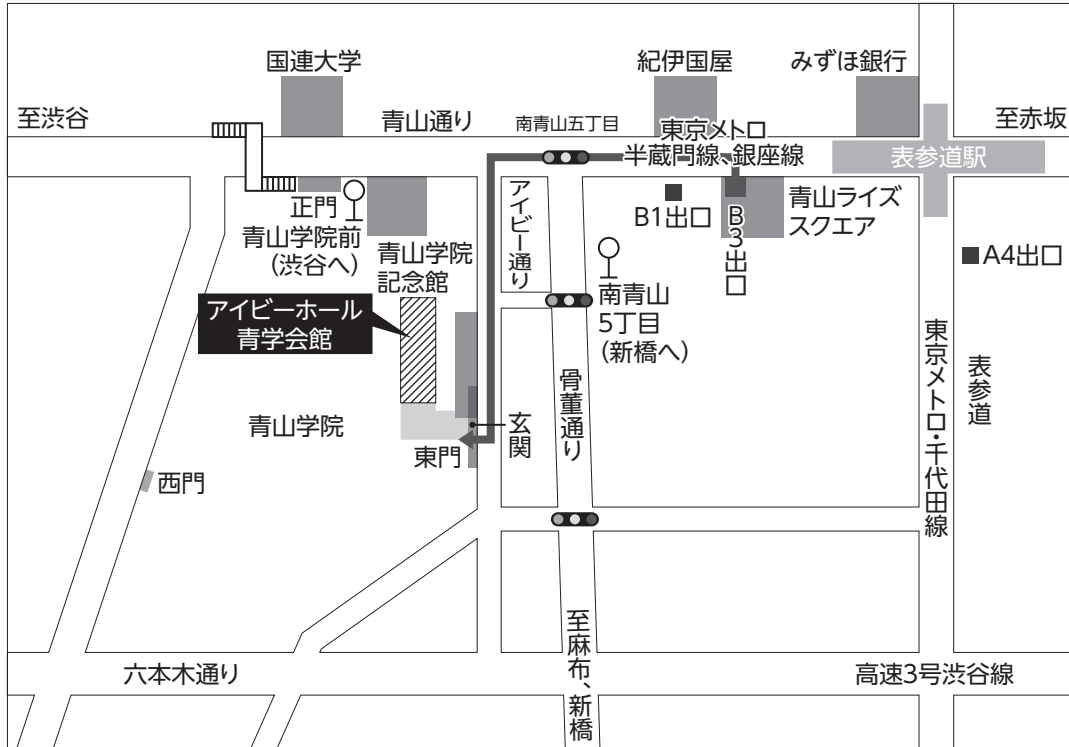 国連大学
紀伊国屋
みずほ銀行
至渋谷
青山通り
南青山五丁目
東京メトロ
半蔵門線、銀座線
至赤坂
表参道駅
正門
青山学院前
（渋谷へ）
青山学院
記念館
アイビー通り
B1出口
B3出口
青山ライズ
スクエア
A4出口
アイビーホール
青学会館
南青山
5丁目
（新橋へ）
骨董通り
東京メトロ・千代田線
表参道
青山学院
玄関
東門
西門
六本木通り
至麻布、新橋
高速3号渋谷線